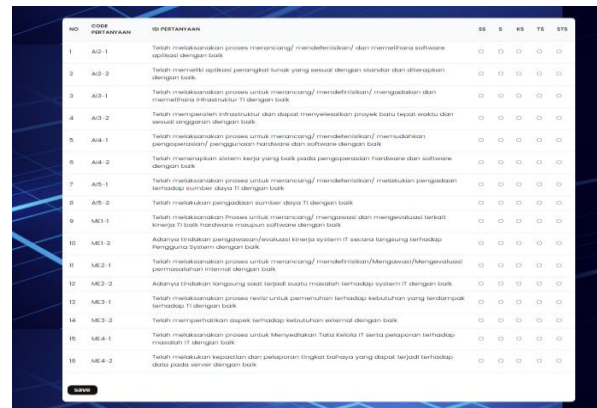 NO CODE PERTANYAAN ISI PERTANYAAN SS S KS TS STS
1 AI2-1 Telah melaksanakan proses merancang/ mendefenisikan/ dan memelihara software
aplikasi dengan baik
2 AI2-2 Telah memeliki aplikasi perangkat lunak yang sesuai dengan standar dan diterapkan
dengan baik.
3 AI3-1 Telah melaksanakan proses untuk merancang/ mendefinisikan/ mengadakan dan
memelihara Infrastruktur TI dengan baik
4 AI3-2 Telah memperoleh infrastruktur dan dapat menyelesaikan proyek baru tepat waktu dan
sesuai anggaran dengan baik
5 AI4-1 Telah melaksanakan proses untuk merancang/ mendefenisikan/ memudahkan
pengoperasian/ penggunaan hardware dan software dengan baik
6 AI4-2 Telah menerapkan sistem kerja yang baik pada pengoperasian hardware dan software
dengan baik
7 AI5-1 Telah melaksanakan proses untuk merancang/ mendefenisikan/ melakukan pengadaan
terhadap sumber daya TI dengan baik
8 AI5-2 Telah melakukan pengadaan sumber daya TI dengan baik
9 ME1-1 Telah melaksanakan Proses untuk merancang/ mengawasi dan mengevaluasi terkait
kinerja TI baik hardware maupun software dengan baik
10 ME1-2 Adanya tindakan pengawasan/evaluasi kinerja system IT secara langsung terhadap
Pengguna System dengan baik
11 ME2-1 Telah melaksanakan proses untuk merancang/ mendefinisikan/Mengawasi/Mengevaluasi
permasalahan internal dengan baik
12 ME2-2 Adanya tindakan langsung saat terjadi suatu masalah terhadap system IT dengan baik
13 ME3-1 Telah melaksanakan proses revisi untuk pemenuhan terhadap kebutuhan yang terdampak
terhadap TI dengan baik
14 ME3-2 Telah memperhatikan aspek terhadap kebutuhan external dengan baik
15 ME4-1 Telah melaksanakan proses untuk Menyediakan Tata Kelola IT serta pelaporan terhadap
masalah IT dengan baik
16 ME4-2 Telah melakukan kepastian dan pelaporan tingkat bahaya yang dapat terjadi terhadap
data pada server dengan baik
save